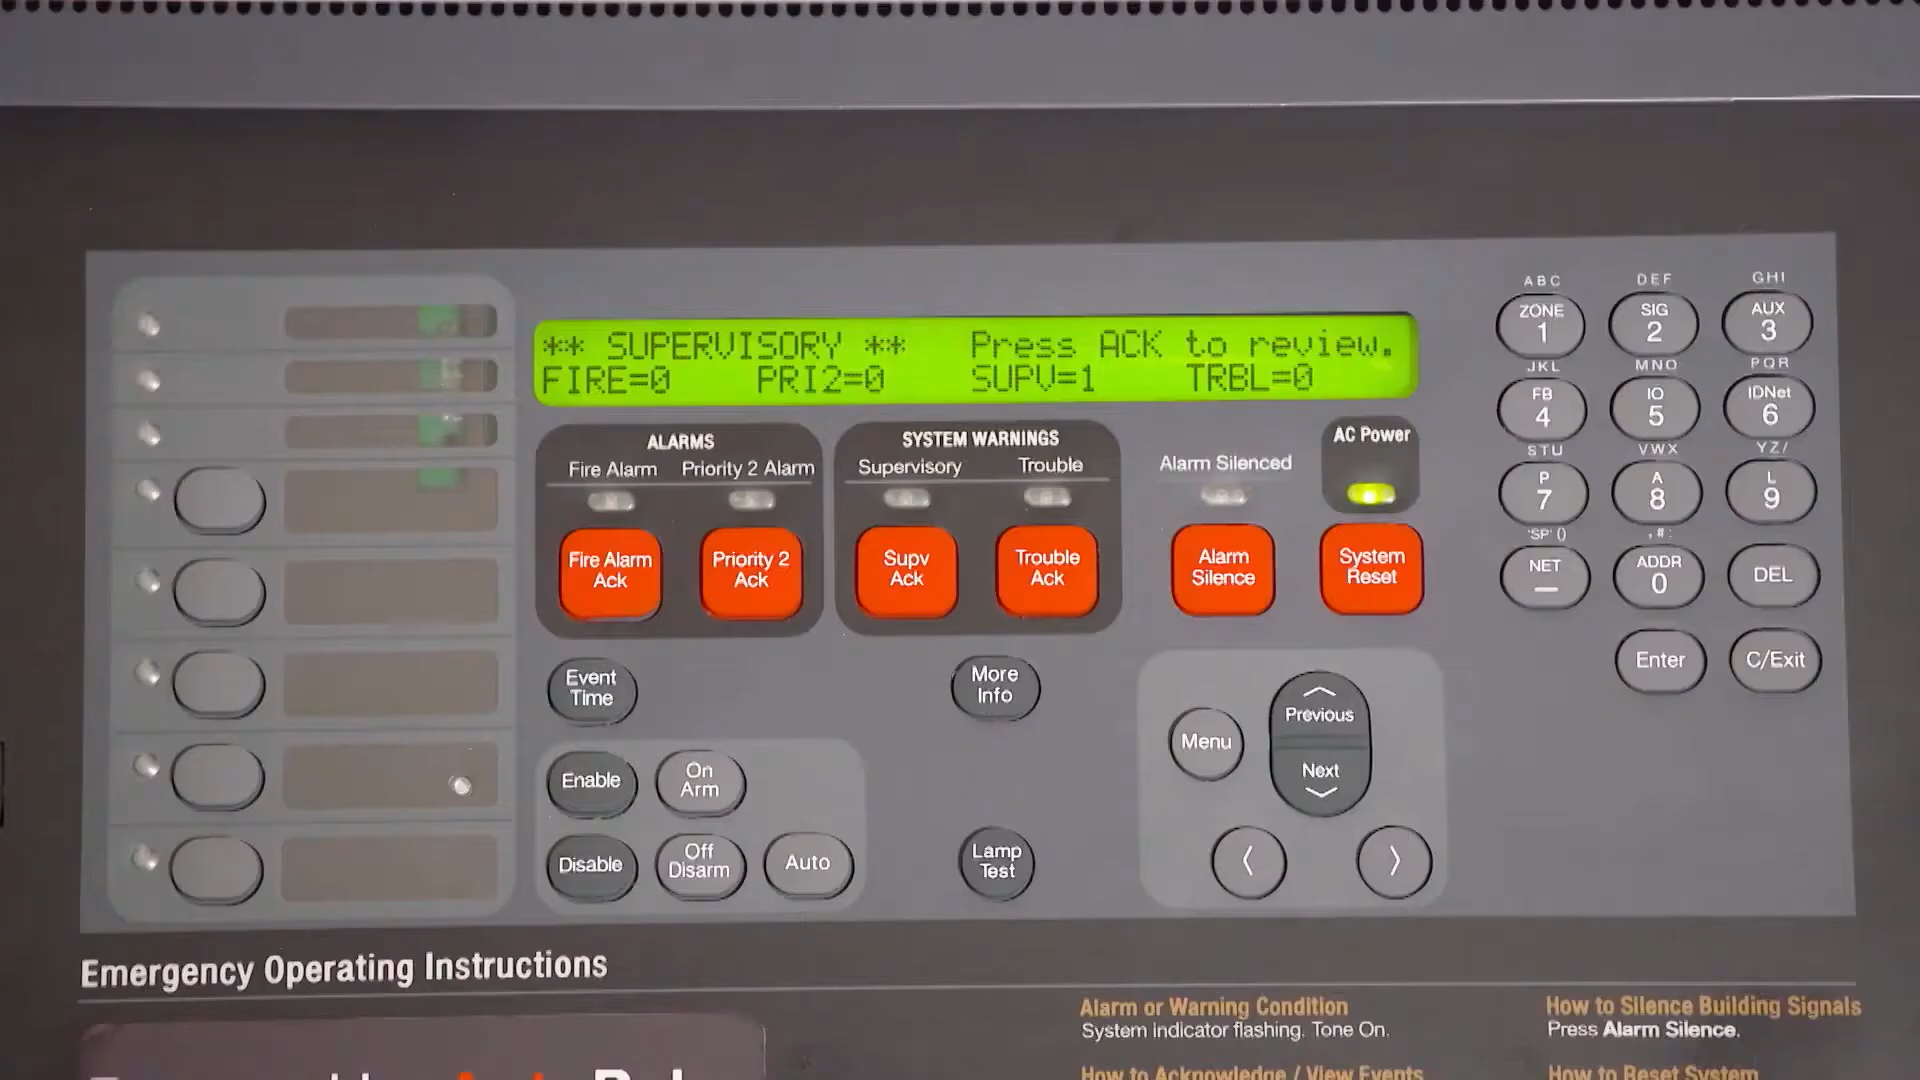 ** SUPERVISORY ** Press ACK to review.
FIRE=0 PRI2=0 SUPV=1 TRBL=0
ALARMS
Fire Alarm Priority 2 Alarm
SYSTEM WARNINGS
Supervisory Trouble
Alarm Silenced
AC Power
Fire Alarm
Ack
Priority 2
Ack
Supv
Ack
Trouble
Ack
Alarm
Silence
System
Reset
Event
Time
More
Info
Enable
On
Arm
Disable
Off
Disarm
Auto
Lamp
Test
Menu
Previous
Next
ABC DEF GHI
ZONE SIG AUX
1 2 3
JKL MNO PQR
FB IO IDNet
4 5 6
STU VWX YZ/
P A L
7 8 9
'SP' () , # :
NET ADDR DEL
— 0
Enter C/Exit
Emergency Operating Instructions
Alarm or Warning Condition
System indicator flashing. Tone On.
How to Acknowledge / View Events
How to Silence Building Signals
Press Alarm Silence.
How to Reset System